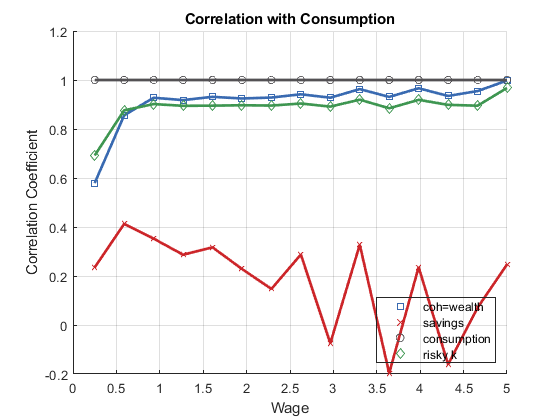 Correlation with Consumption
1.2
1
0.8
0.6
0.4
0.2
0
-0.2
Correlation Coefficient
coh=wealth
savings
consumption
risky k
0 0.5 1 1.5 2 2.5 3 3.5 4 4.5 5
Wage